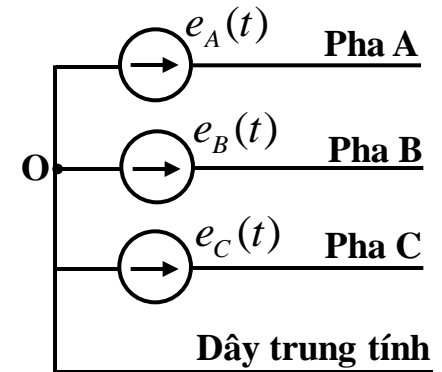 e_A(t)
Pha A
e_B(t)
Pha B
O
e_C(t)
Pha C
Dây trung tính